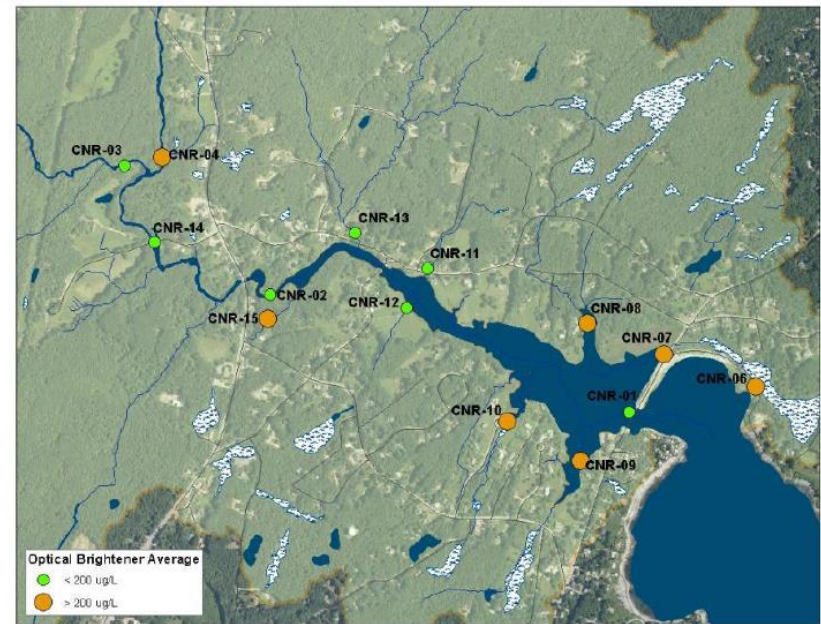 CNR-03
CNR-04
CNR-14
CNR-13
CNR-11
CNR-02
CNR-12
CNR-15
CNR-08
CNR-07
CNR-06
CNR-01
CNR-10
CNR-09
Optical Brightener Average
< 200 ug/L
> 200 ug/L